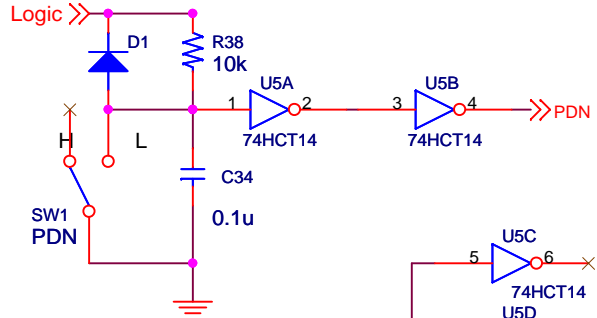 Logic
D1
R38
10k
U5A
U5B
1
2
3
4
PDN
74HCT14
74HCT14
H
L
C34
0.1u
SW1
PDN
U5C
5
6
74HCT14
U5D